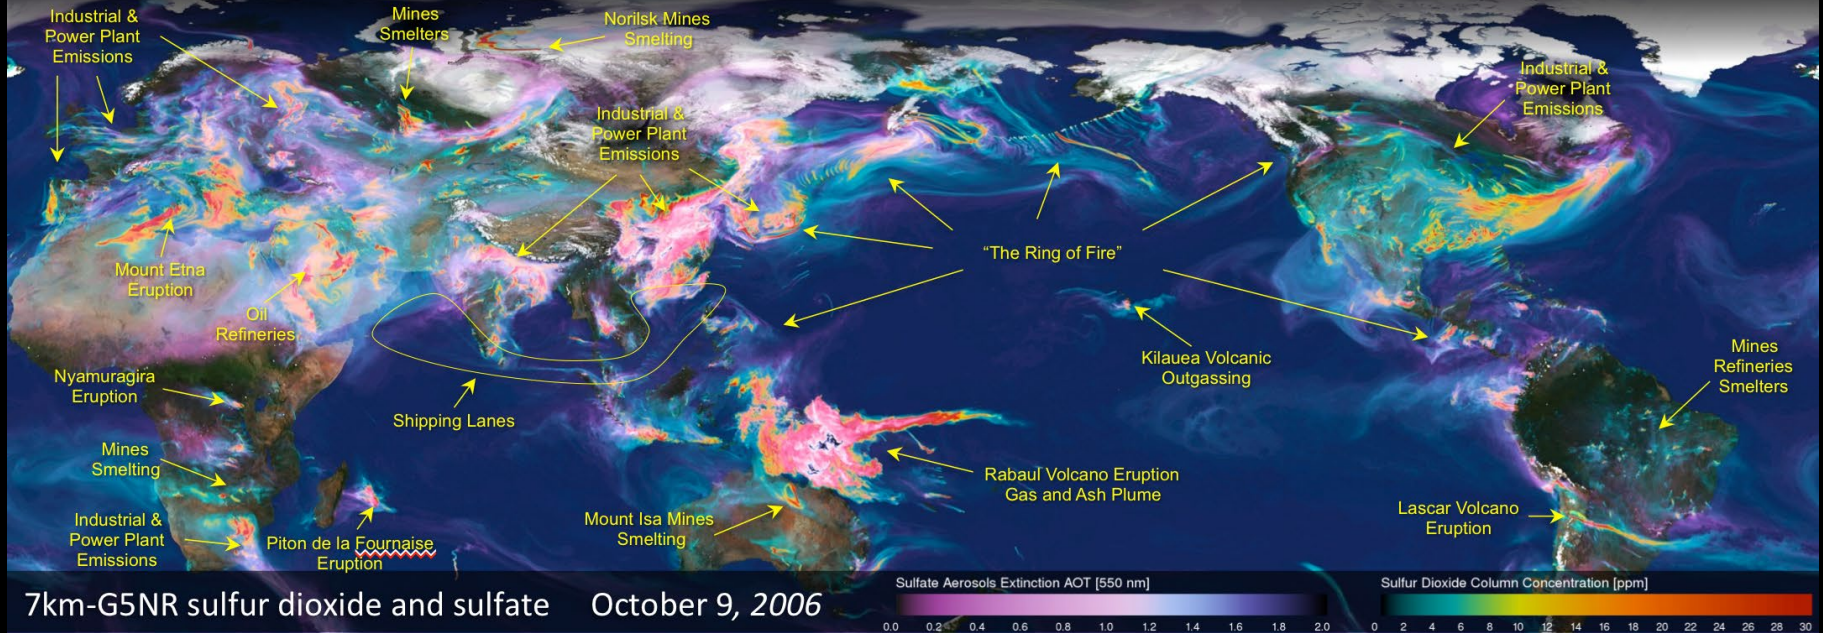 Industrial &
Power Plant
Emissions
Mines
Smelters
Norilsk Mines
Smelting
Industrial &
Power Plant
Emissions
Industrial &
Power Plant
Emissions
Mount Etna
Eruption
Oil
Refineries
"The Ring of Fire"
Kilauea Volcanic
Outgassing
Mines
Refineries
Smelters
Nyamuragira
Eruption
Shipping Lanes
Mines
Smelting
Rabaul Volcano Eruption
Gas and Ash Plume
Industrial &
Power Plant
Emissions
Piton de la Fournaise
Eruption
Mount Isa Mines
Smelting
Lascar Volcano
Eruption
7km-G5NR sulfur dioxide and sulfate October 9, 2006
Sulfate Aerosols Extinction AOT [550 nm]
0.0 0.2 0.4 0.6 0.8 1.0 1.2 1.4 1.6 1.8 2.0
Sulfur Dioxide Column Concentration [ppm]
0 2 4 6 8 10 12 14 16 18 20 22 24 26 28 30